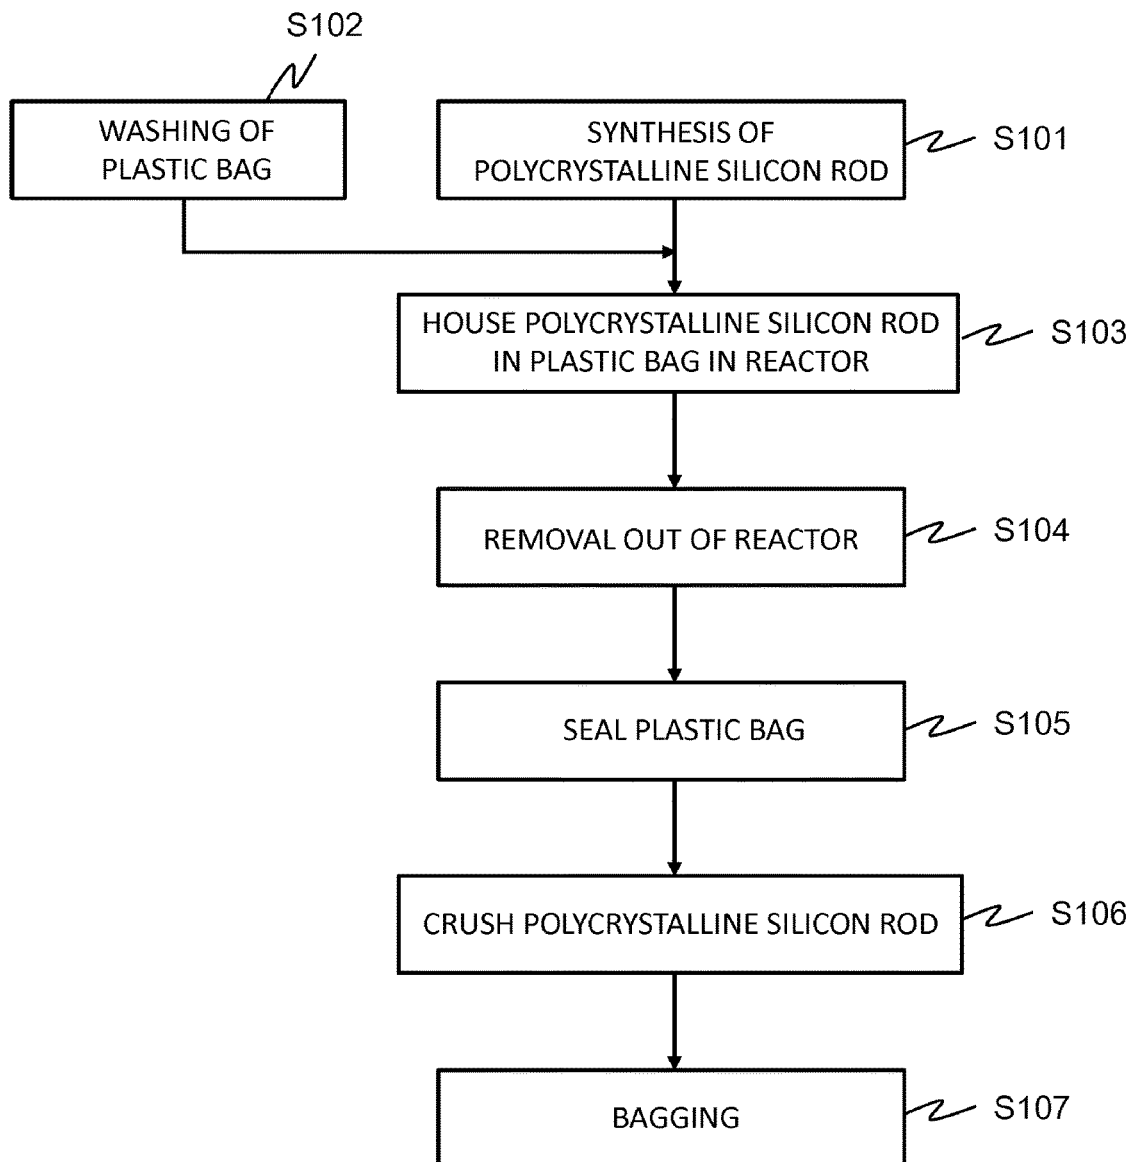 S102
WASHING OF
PLASTIC BAG
SYNTHESIS OF
POLYCRYSTALLINE SILICON ROD
S101
HOUSE POLYCRYSTALLINE SILICON ROD
IN PLASTIC BAG IN REACTOR
S103
REMOVAL OUT OF REACTOR
S104
SEAL PLASTIC BAG
S105
CRUSH POLYCRYSTALLINE SILICON ROD
S106
BAGGING
S107